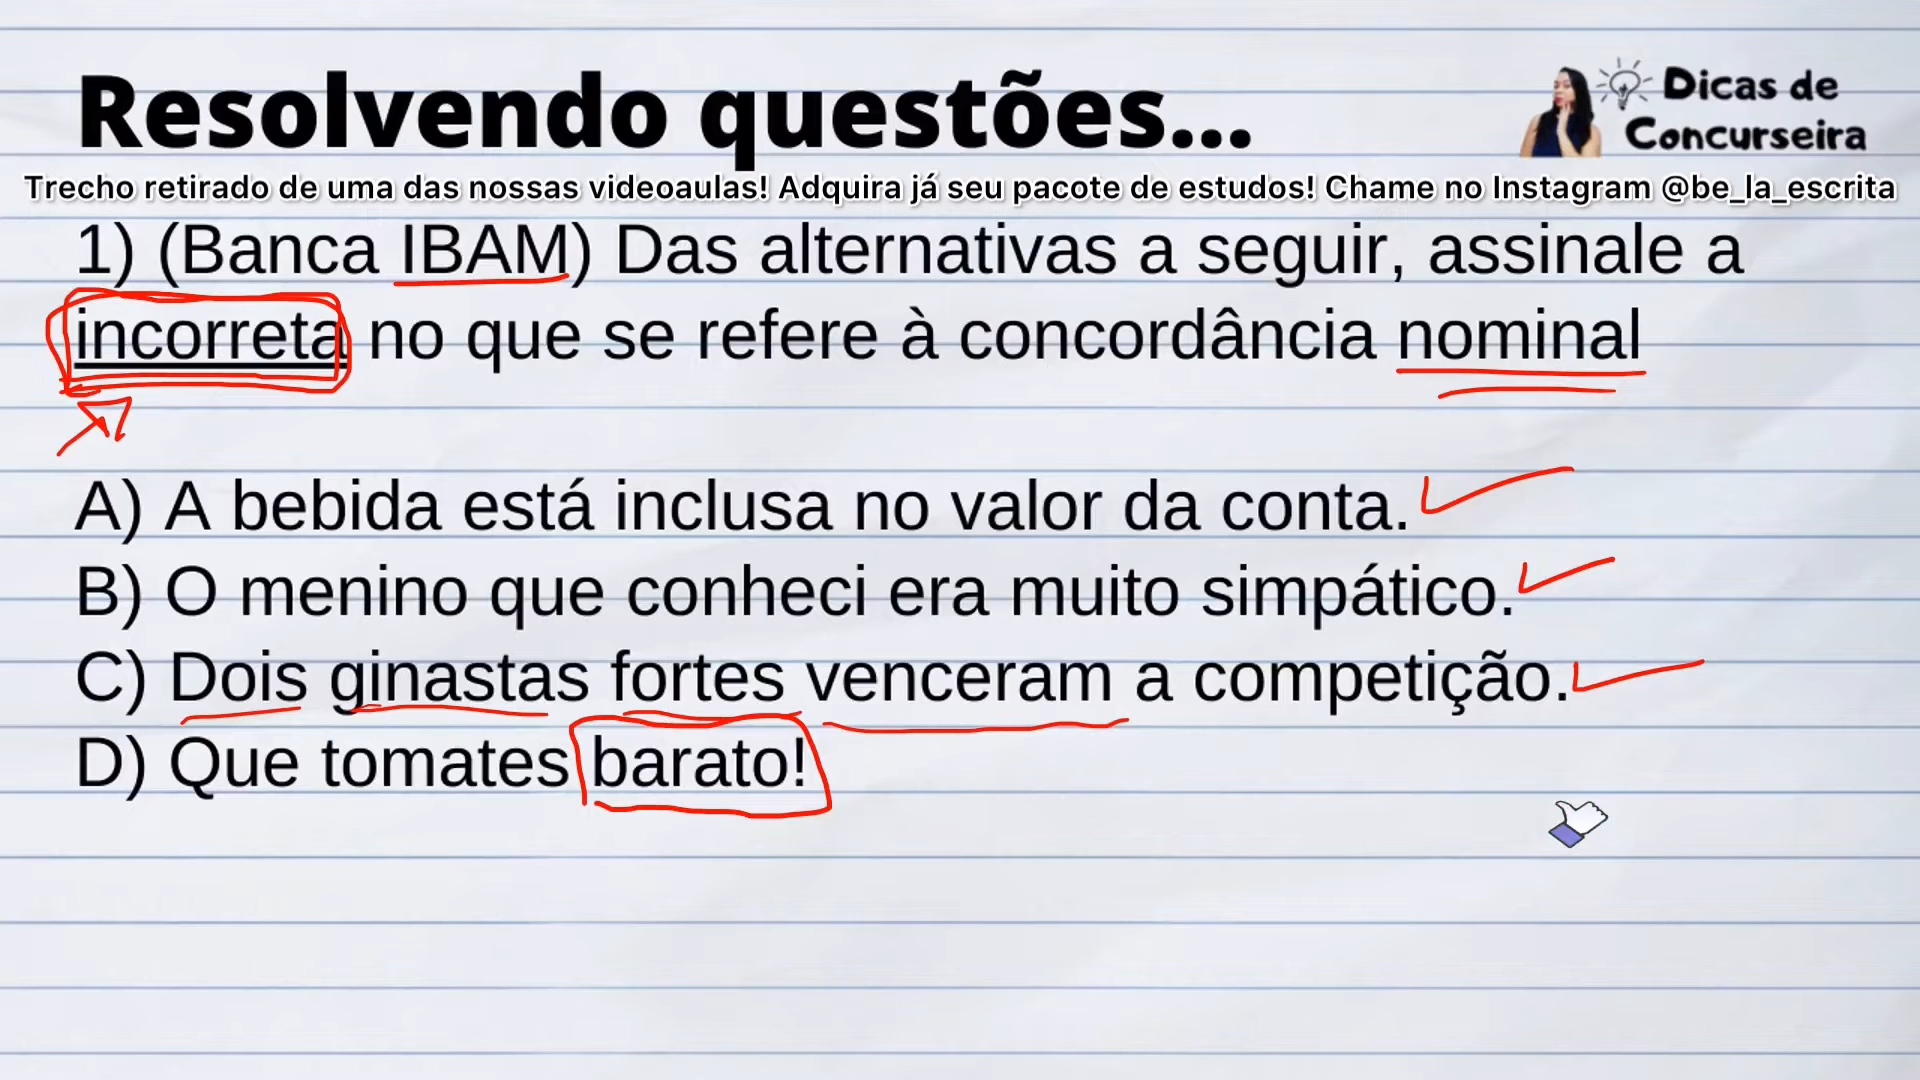 Resolvendo questões...
Dicas de
Concurseira
Trecho retirado de uma das nossas videoaulas! Adquira já seu pacote de estudos! Chame no Instagram @be_la_escrita
1) (Banca IBAM) Das alternativas a seguir, assinale a
incorreta no que se refere à concordância nominal
A) A bebida está inclusa no valor da conta.
B) O menino que conheci era muito simpático.
C) Dois ginastas fortes venceram a competição.
D) Que tomates barato!